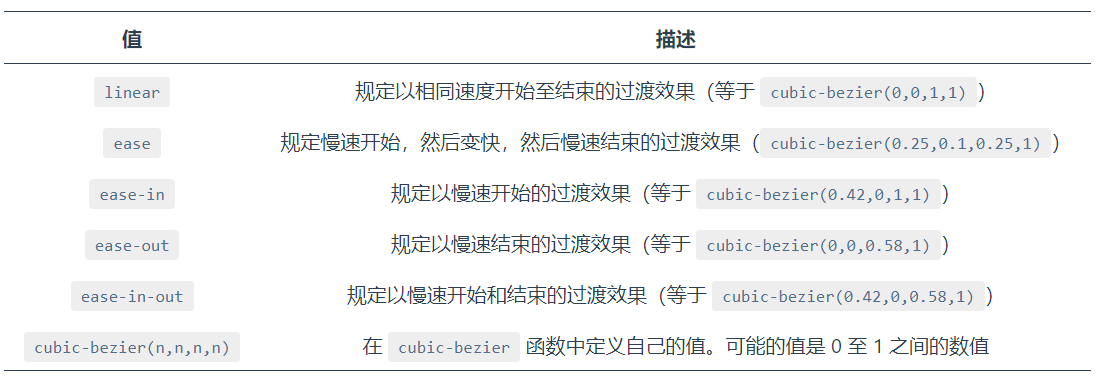 值 描述
linear 规定以相同速度开始至结束的过渡效果（等于 cubic-bezier(0,0,1,1) ）
ease 规定慢速开始，然后变快，然后慢速结束的过渡效果（ cubic-bezier(0.25,0.1,0.25,1) ）
ease-in 规定以慢速开始的过渡效果（等于 cubic-bezier(0.42,0,1,1) ）
ease-out 规定以慢速结束的过渡效果（等于 cubic-bezier(0,0,0.58,1) ）
ease-in-out 规定以慢速开始和结束的过渡效果（等于 cubic-bezier(0.42,0,0.58,1) ）
cubic-bezier(n,n,n,n) 在 cubic-bezier 函数中定义自己的值。可能的值是 0 至 1 之间的数值